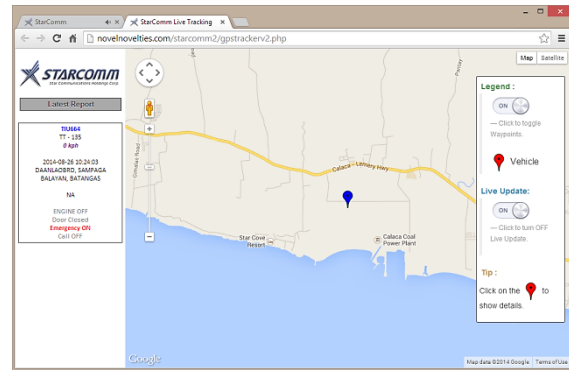 StarComm
StarComm Live Tracking
novelnovelties.com/starcomm2/gpstrackerv2.php
STARCOMM
Star Communications Holdings Corp.
Latest Report
TIU664
TT - 135
0 kph
2014-08-26 10:24:03
DAANLAOBRD, SAMPAGA
BALAYAN, BATANGAS
NA
ENGINE OFF
Door Closed
Emergency ON
Call OFF
Map
Satellite
Calaca - Lemery Hwy
Star Cove
Resort
Calaca Coal
Power Plant
Google
Map data ©2014 Google
Terms of Use
Legend :
ON
— Click to toggle
Waypoints.
Vehicle
Live Update:
ON
— Click to turn OFF
Live Update.
Tip :
Click on the to
show details.